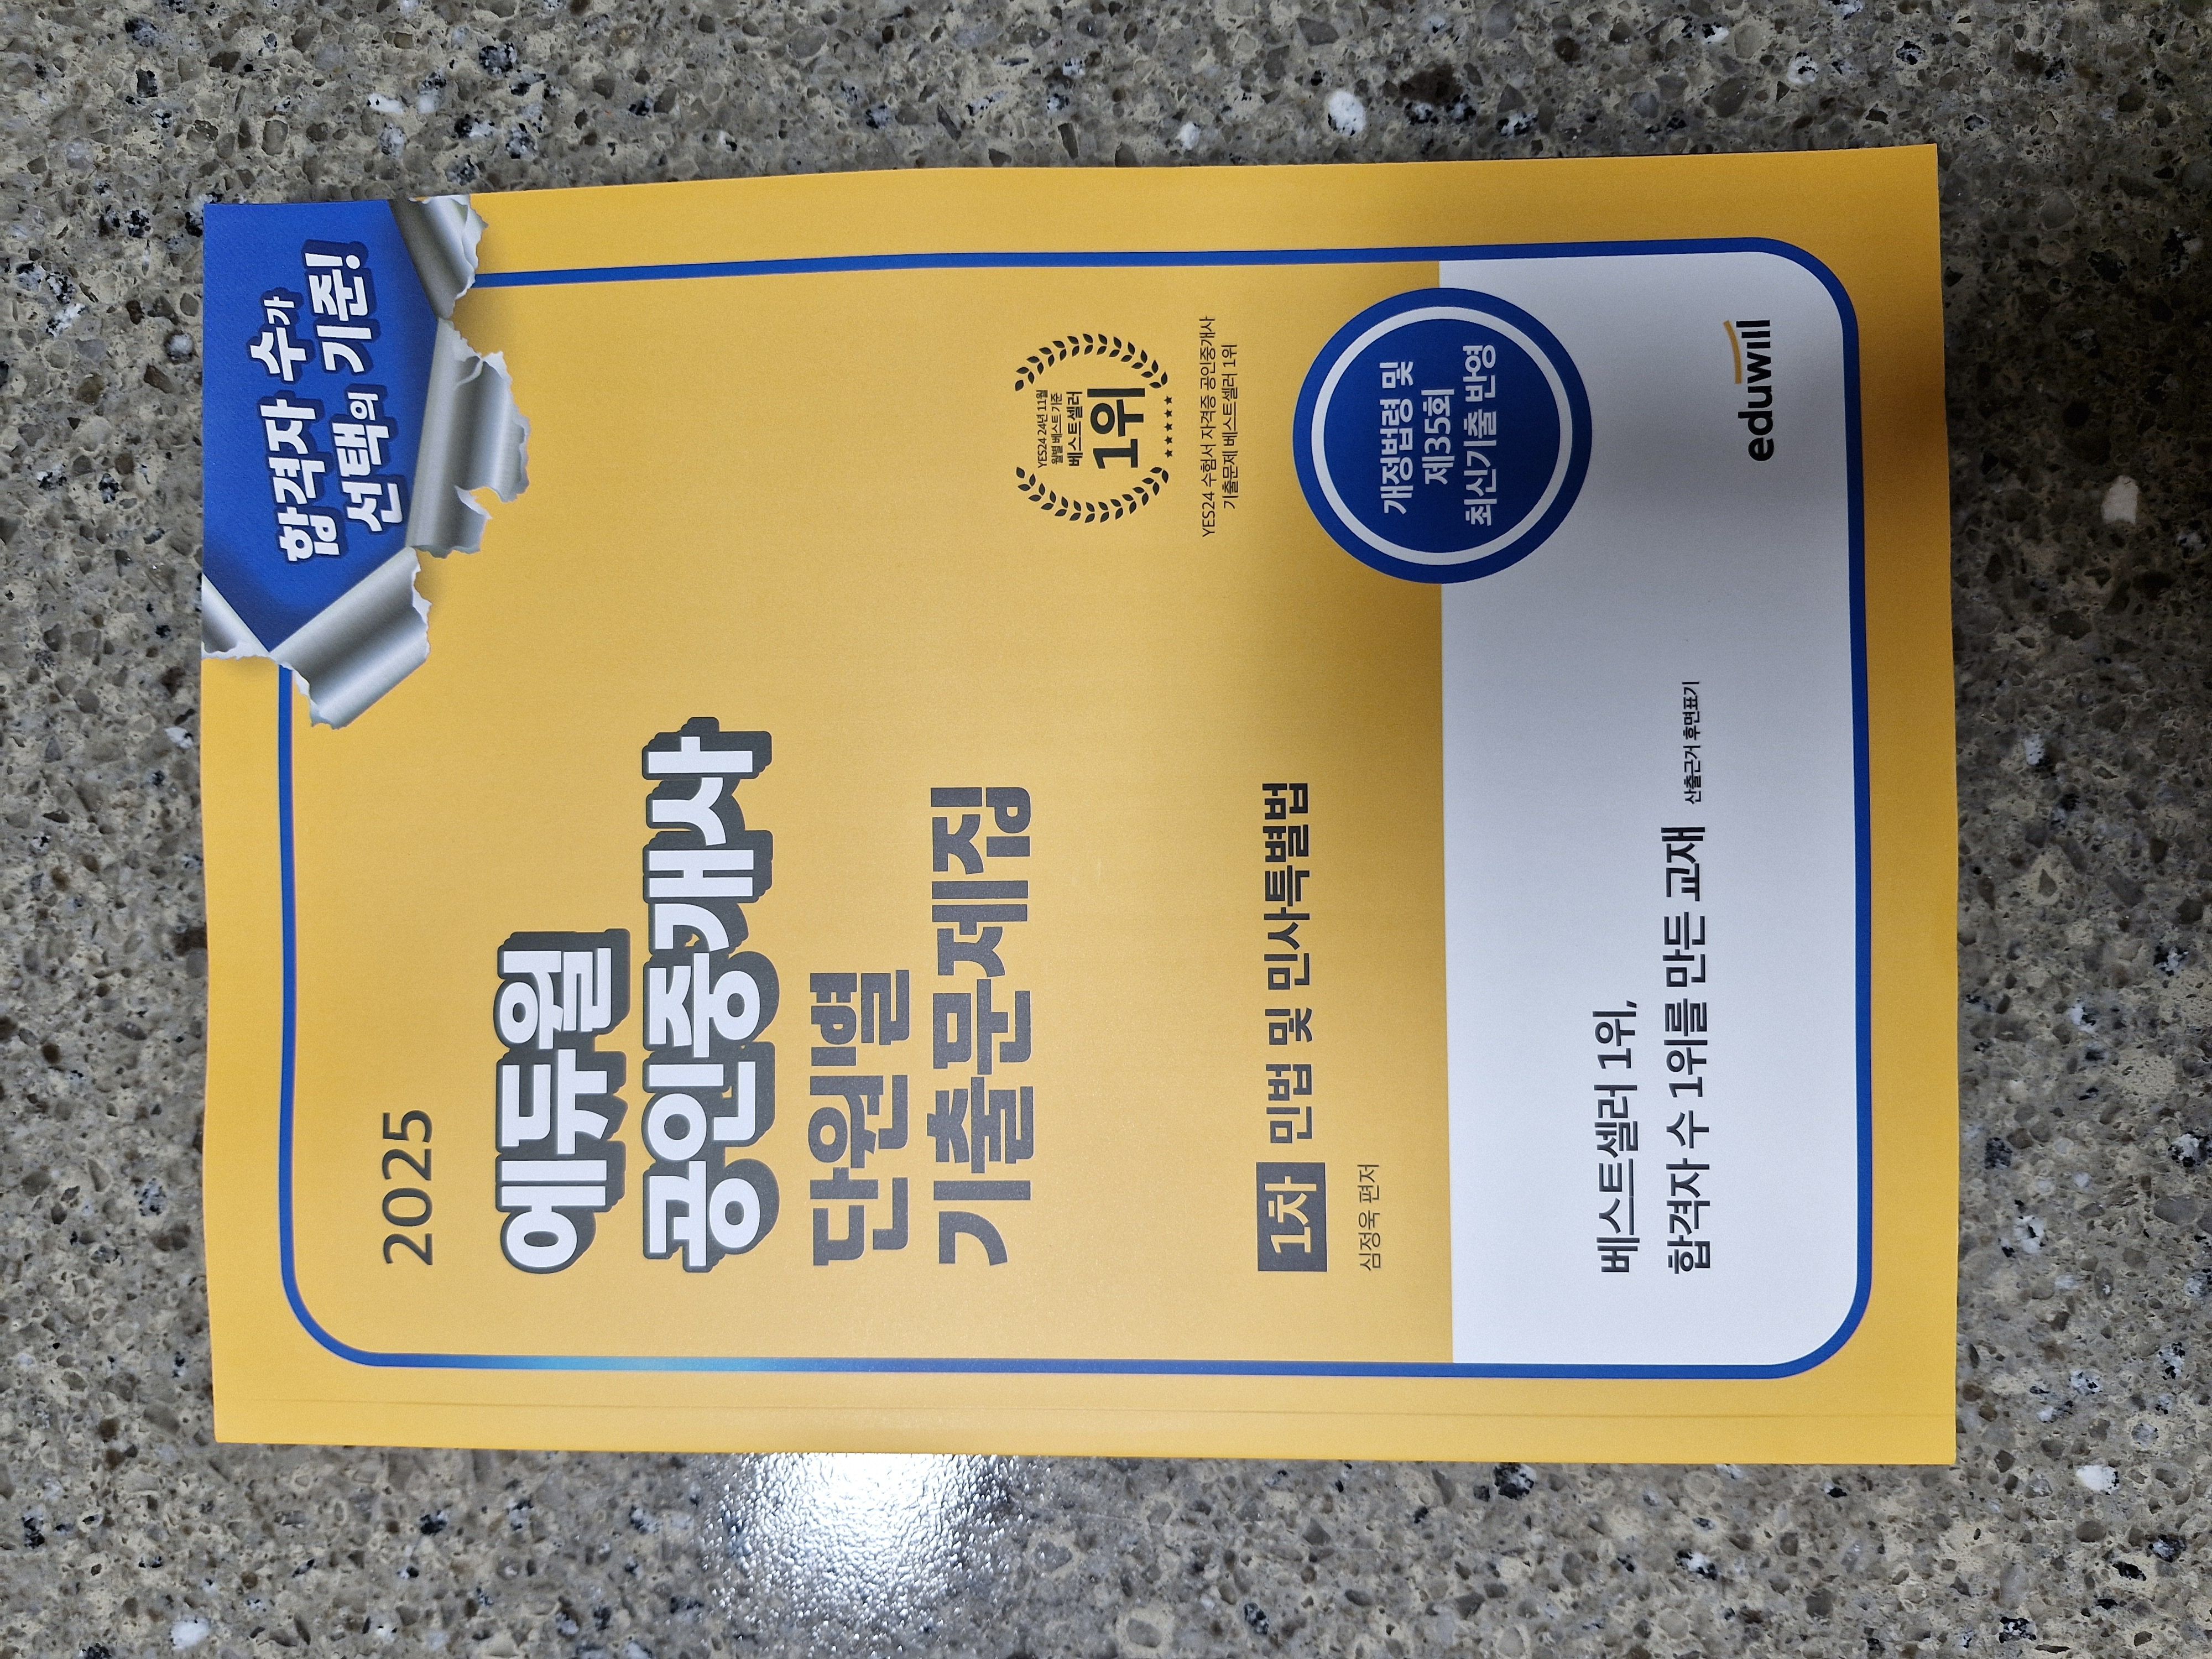 합격자 수가
선택의 기준!
2025
에듀윌
공인중개사
단원별
기출문제집
YES24 24년 11월
월별 베스트 기준
베스트셀러
1위
★★★★★
YES24 수험서 자격증 공인중개사
기출문제 베스트셀러 1위
1차 민법 및 민사특별법
심정욱 편저
개정법령 및
제35회
최신기출 반영
베스트셀러 1위,
합격자 수 1위를 만든 교재 산출근거 후면표기
eduwill